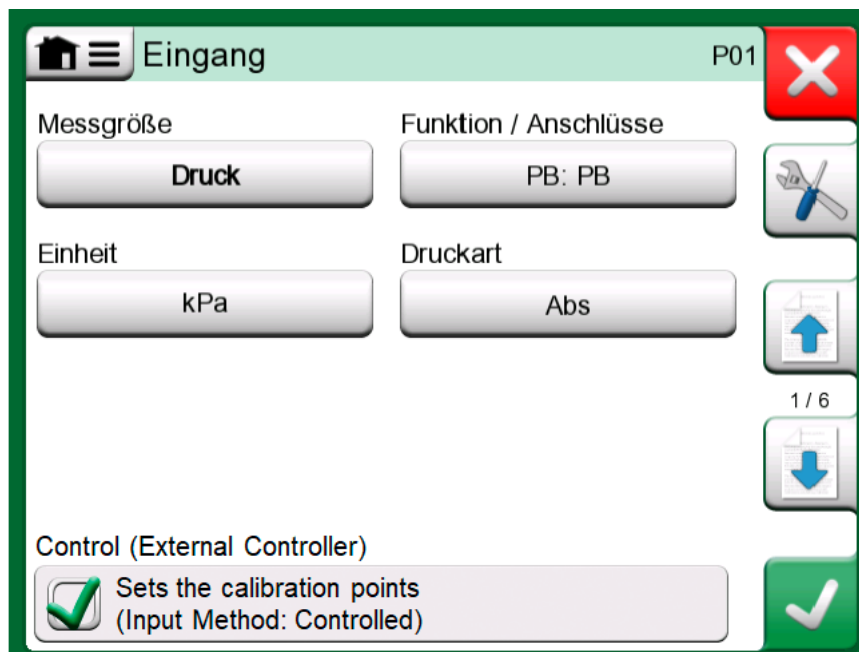 Eingang
P01
Messgröße
Funktion / Anschlüsse
Druck
PB: PB
Einheit
Druckart
kPa
Abs
1 / 6
Control (External Controller)
Sets the calibration points
(Input Method: Controlled)